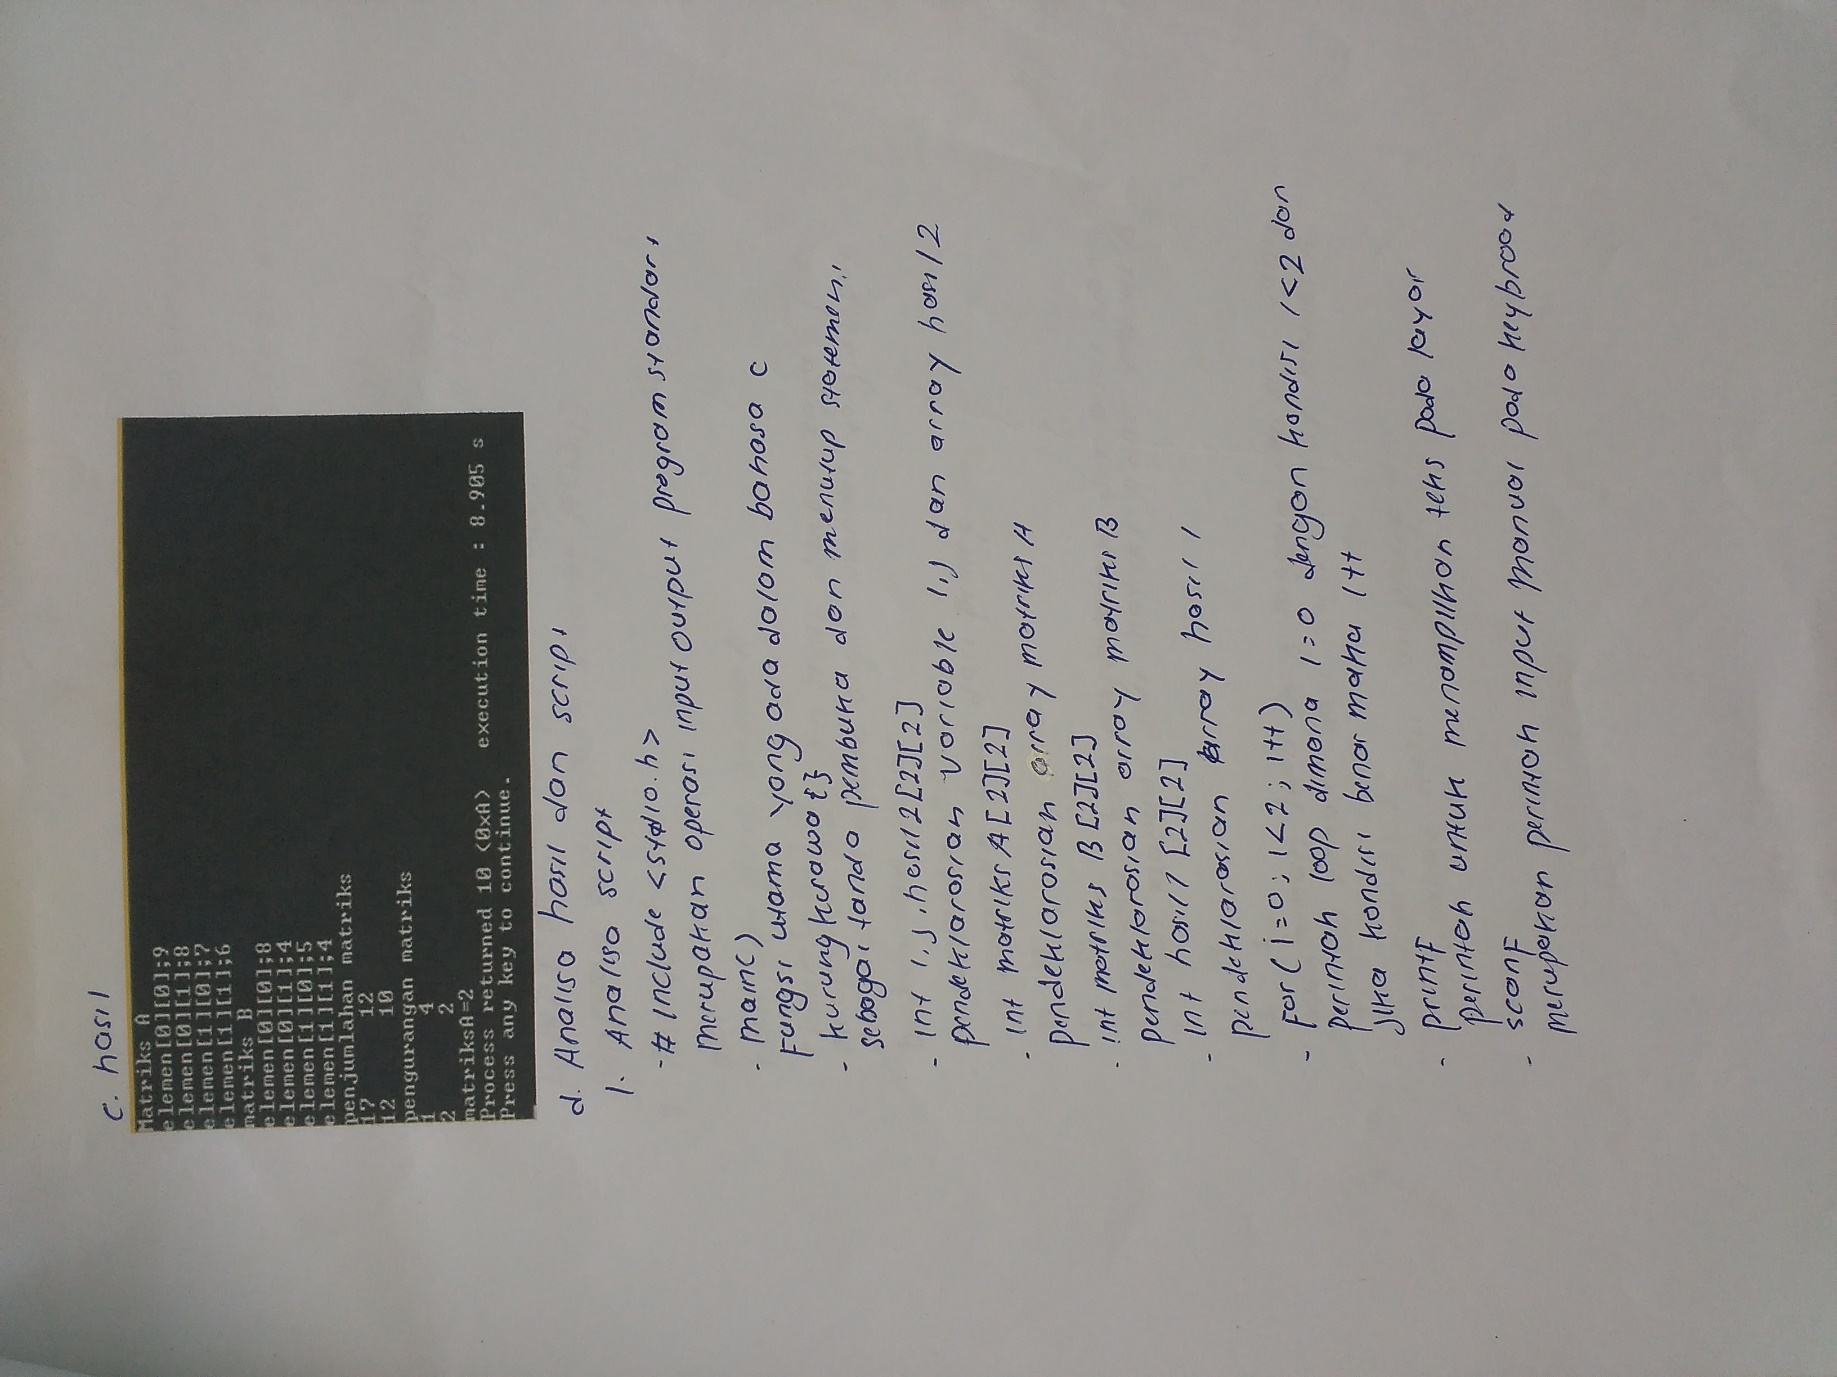 c. hasil
Matriks A
elemen[0][0];9
elemen[0][1];8
elemen[1][0];7
elemen[1][1];6
matriks B
elemen[0][0];8
elemen[0][1];4
elemen[1][0];5
elemen[1][1];4
penjumlahan matriks
17 12
12 10
pengurangan matriks
1 4
2 2
matriksA=2
Process returned 10 (0xA) execution time : 8.905 s
Press any key to continue.
d. Analisa hasil dan script
1. Analisa script
- # include <stdio.h>
merupakan operasi input output program standar,
- main()
Fungsi utama yang ada dalam bahasa c
- kurung kurawa {}
sebagai tanda pembuka dan menutup statemen,
- int i,j,hasil2[2][2]
pendeklarasian variable i,j dan array hasil2
- int matriks A[2][2]
pendeklarasian array matriks A
- int matriks B[2][2]
pendeklarasian array matriks B
- int hasil1 [2][2]
pendeklarasian array hasil 1
- For (i=0; i<2; i++)
perintah loop dimana i=0 dengan kondisi i<2 dan
jika kondisi benar maka i++
- printf
perintah untuk menampilkan teks pada layar
- scanf
merupakan perintah input manual pada keybroad